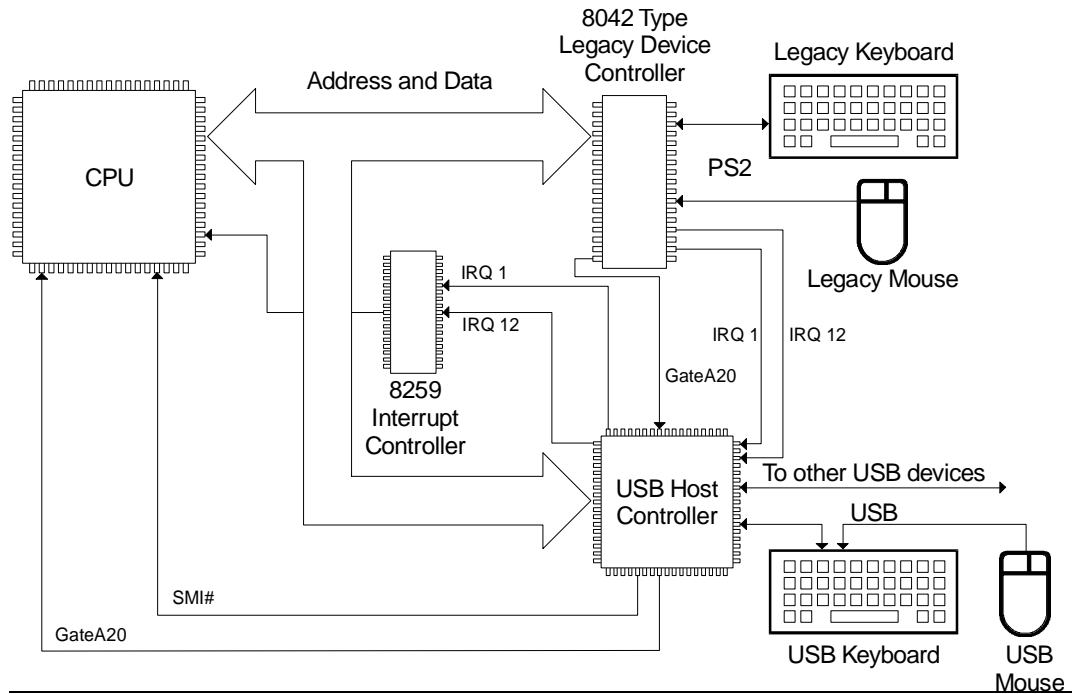 8042 Type
Legacy Device
Controller
Legacy Keyboard
Address and Data
CPU
PS2
Legacy Mouse
IRQ 1
IRQ 12
IRQ 1
IRQ 12
GateA20
8259
Interrupt
Controller
To other USB devices
USB Host
Controller
USB
SMI#
GateA20
USB Keyboard
USB
Mouse